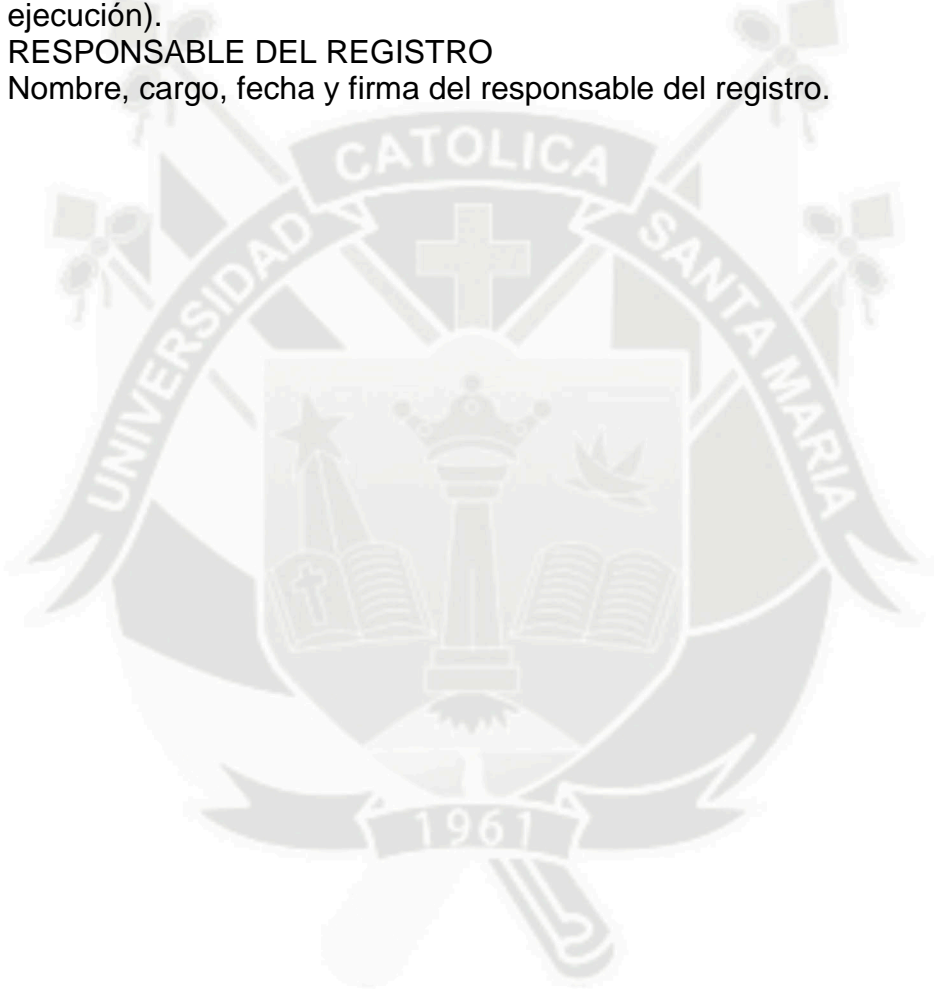 ejecución).
RESPONSABLE DEL REGISTRO
Nombre, cargo, fecha y firma del responsable del registro.
UNIVERSIDAD CATOLICA SANTA MARIA
1961